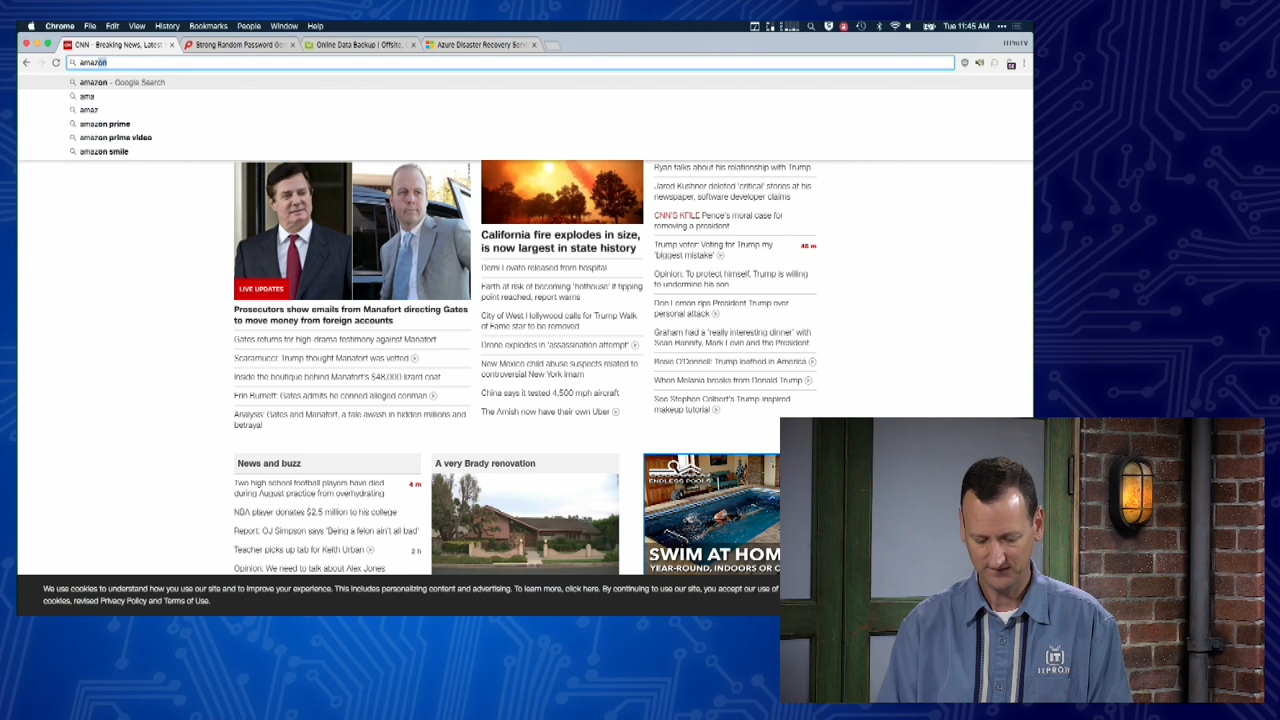 Chrome File Edit View History Bookmarks People Window Help
Tue 11:45 AM
CNN - Breaking News, Latest
Strong Random Password Gen
Online Data Backup | Offsite,
Azure Disaster Recovery Servi
ITProTV
amazon
amazon - Google Search
ama
amaz
amazon prime
amazon prime video
amazon smile
LIVE UPDATES
Prosecutors show emails from Manafort directing Gates
to move money from foreign accounts
Gates returns for high-drama testimony against Manafort
Scaramucci: Trump thought Manafort was vetted
Inside the boutique behind Manafort's $48,000 lizard coat
Erin Burnett: Gates admits he conned alleged conman
Analysis: Gates and Manafort, a tale awash in hidden millions and
betrayal
California fire explodes in size,
is now largest in state history
Demi Lovato released from hospital
Earth at risk of becoming 'hothouse' if tipping
point reached, report warns
City of West Hollywood calls for Trump Walk
of Fame star to be removed
Drone explodes in 'assassination attempt'
New Mexico child abuse suspects related to
controversial New York imam
China says it tested 4,500 mph aircraft
The Amish now have their own Uber
Ryan talks about his relationship with Trump
Jared Kushner deleted 'critical' stories at his
newspaper, software developer claims
CNN'S KFILE Pence's moral case for
removing a president
Trump voter: Voting for Trump my
'biggest mistake'
46 m
Opinion: To protect himself, Trump is willing
to undermine his son
Don Lemon rips President Trump over
personal attack
Graham had a 'really interesting dinner' with
Sean Hannity, Mark Levin and the President
Rosie O'Donnell: Trump loathed in America
When Melania breaks from Donald Trump
See Stephen Colbert's Trump inspired
makeup tutorial
News and buzz
Two high school football players have died
during August practice from overhydrating
4 m
NBA player donates $2.5 million to his college
Report: OJ Simpson says 'Being a felon ain't all bad'
Teacher picks up tab for Keith Urban
Opinion: We need to talk about Alex Jones
A very Brady renovation
ENDLESS POOLS
SWIM AT HOM
YEAR-ROUND, INDOORS OR O
We use cookies to understand how you use our site and to improve your experience. This includes personalizing content and advertising. To learn more, click here. By continuing to use our site, you accept our use of
cookies, revised Privacy Policy and Terms of Use.
IT
ITPRO.TV